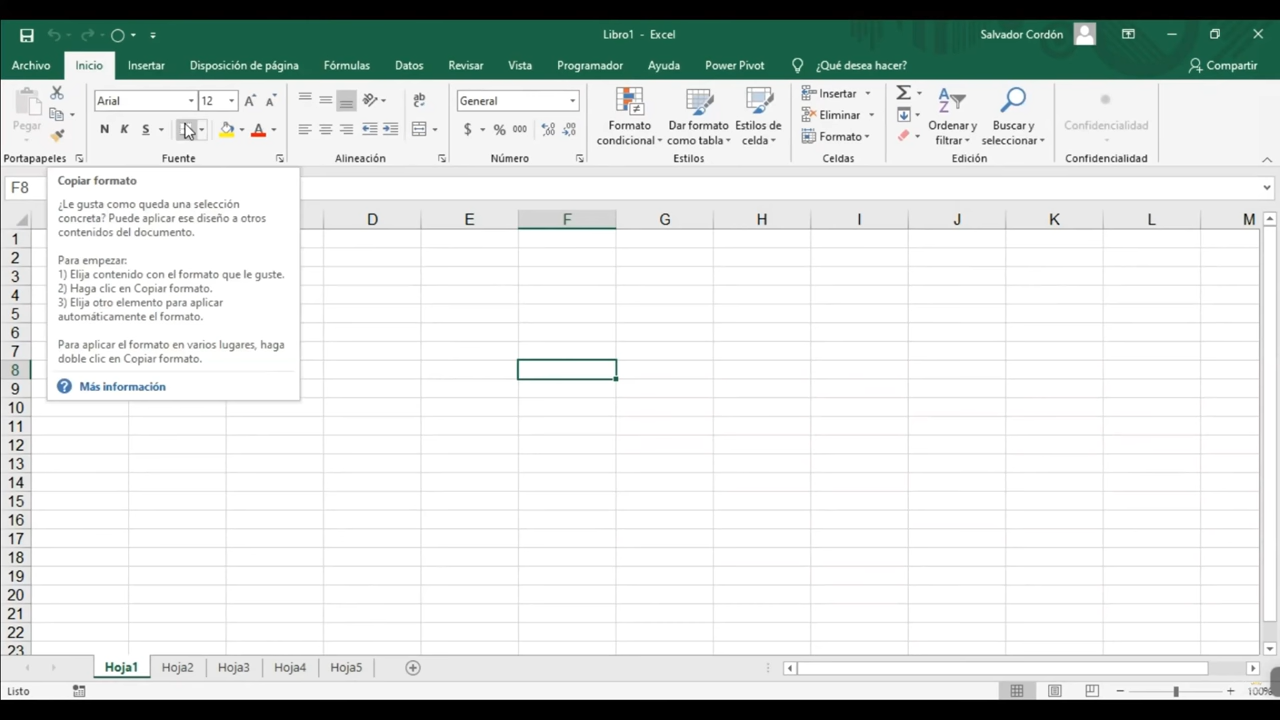 Libro1 - Excel
Salvador Cordón
Archivo Inicio Insertar Disposición de página Fórmulas Datos Revisar Vista Programador Ayuda Power Pivot ¿Qué desea hacer? Compartir
Pegar
Arial 12 A A
N K S A
ab
General
$ % 000
Formato condicional
Dar formato como tabla
Estilos de celda
Insertar
Eliminar
Formato
Σ
Ordenar y filtrar
Buscar y seleccionar
Confidencialidad
Portapapeles Fuente Alineación Número Estilos Celdas Edición Confidencialidad
F8
Copiar formato
¿Le gusta como queda una selección
concreta? Puede aplicar ese diseño a otros
contenidos del documento.
Para empezar:
1) Elija contenido con el formato que le guste.
2) Haga clic en Copiar formato.
3) Elija otro elemento para aplicar
automáticamente el formato.
Para aplicar el formato en varios lugares, haga
doble clic en Copiar formato.
Más información
D E F G H I J K L M
1
2
3
4
5
6
7
8
9
10
11
12
13
14
15
16
17
18
19
20
21
22
23
Hoja1 Hoja2 Hoja3 Hoja4 Hoja5
Listo
100%